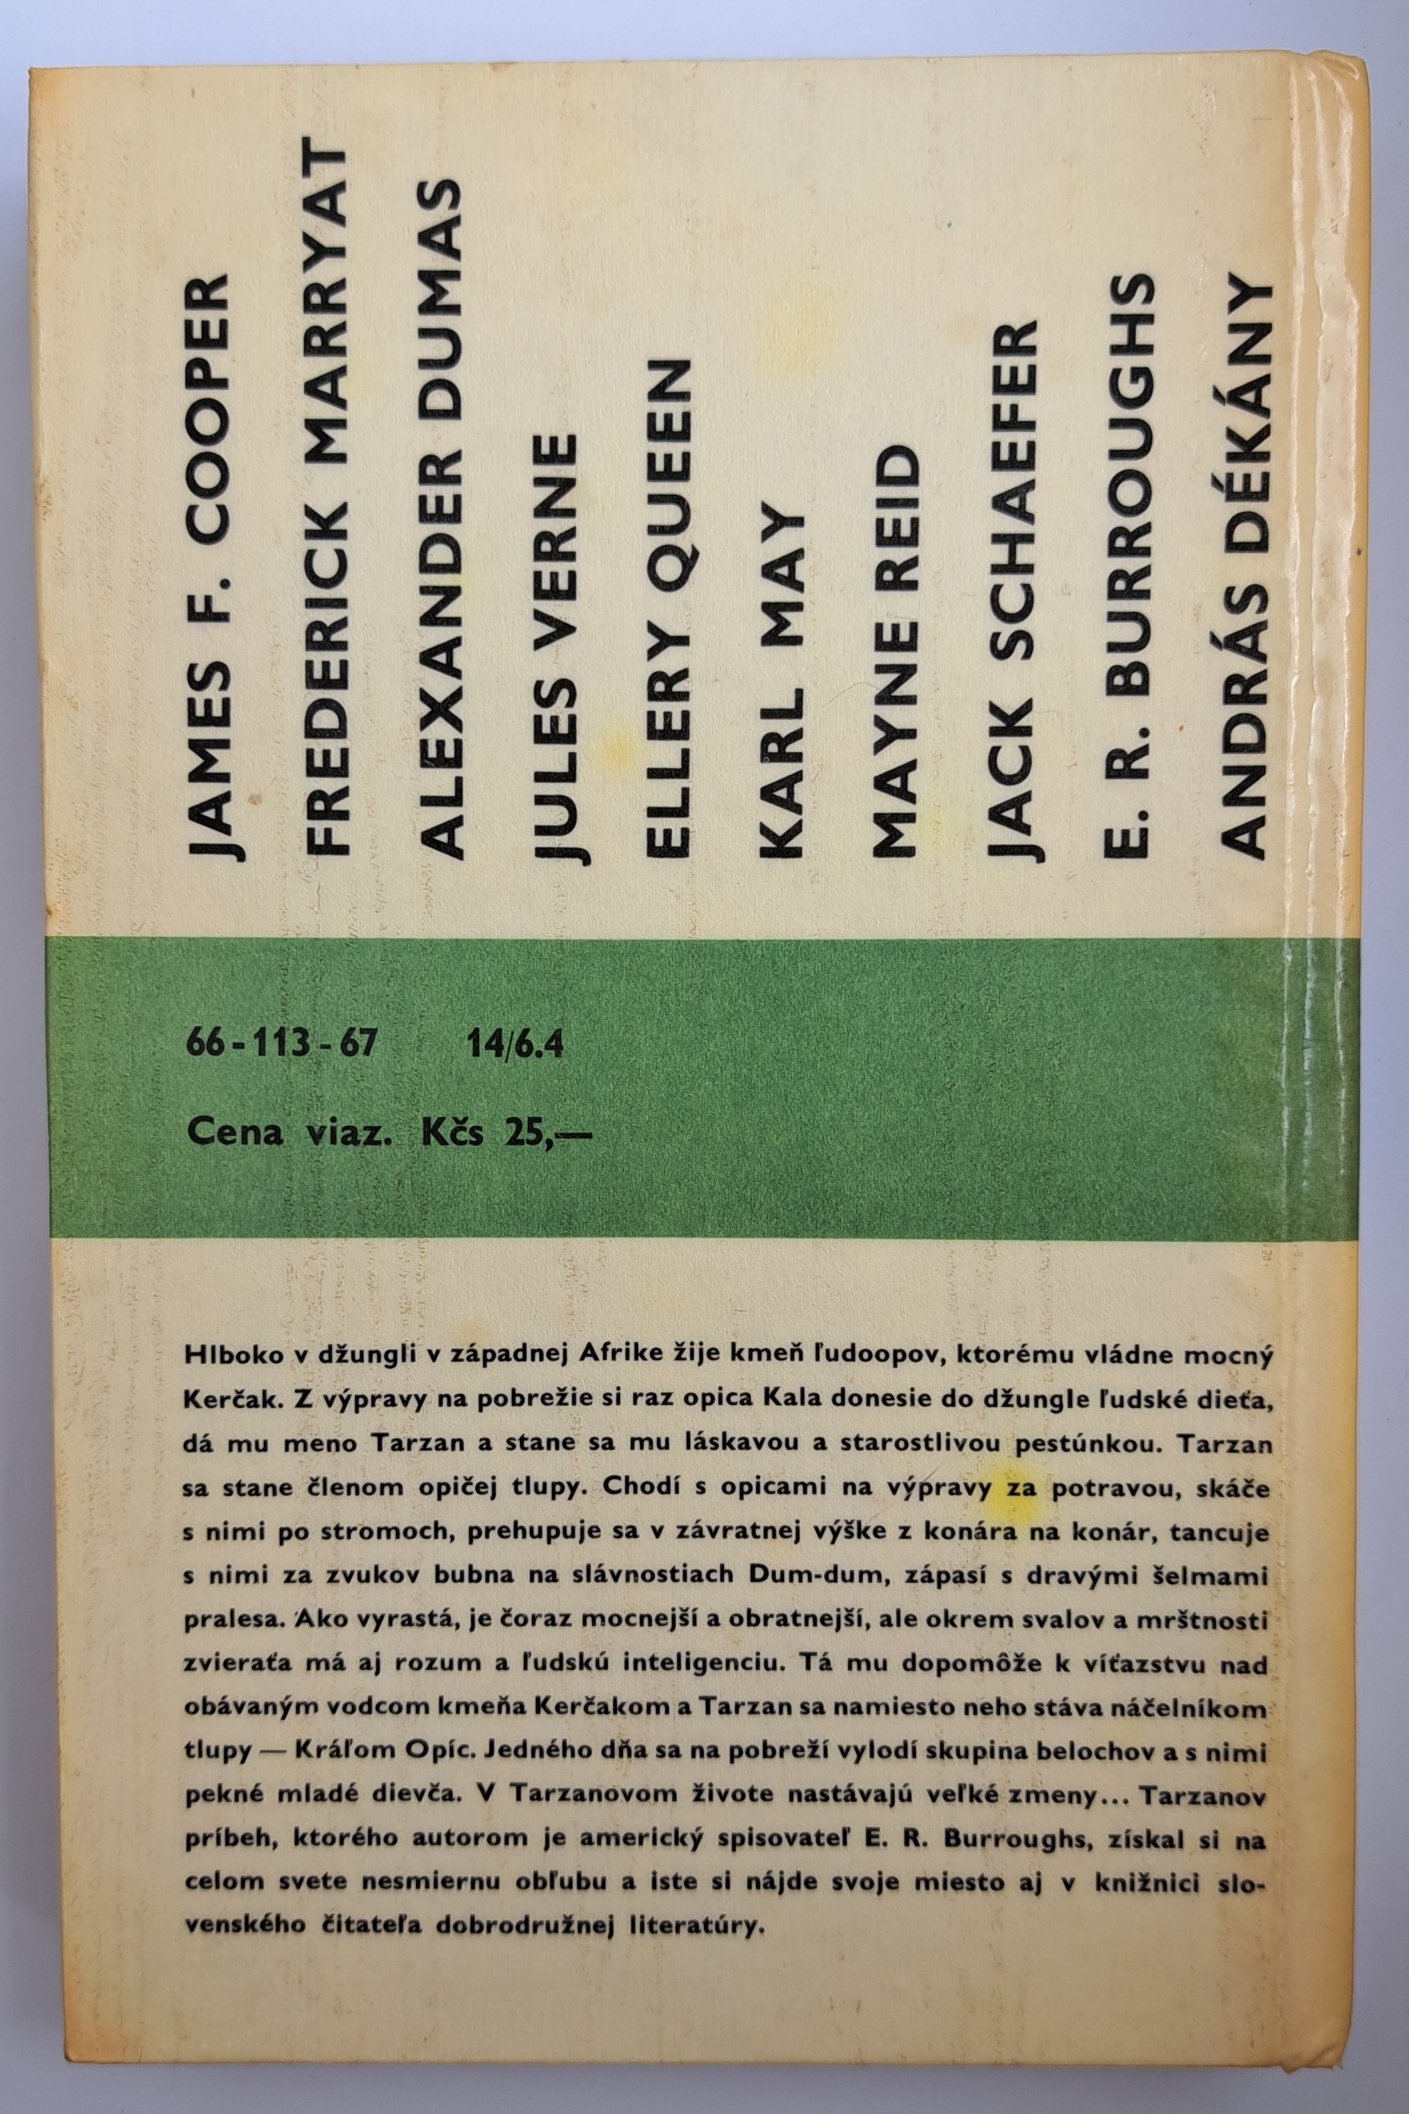 JAMES F. COOPER
FREDERICK MARRYAT
ALEXANDER DUMAS
JULES VERNE
ELLERY QUEEN
KARL MAY
MAYNE REID
JACK SCHAEFER
E. R. BURROUGHS
ANDRÁS DÉKÁNY
66-113-67 14/6.4
Cena viaz. Kčs 25,—
Hlboko v džungli v západnej Afrike žije kmeň ľudoopov, ktorému vládne mocný
Kerčak. Z výpravy na pobrežie si raz opica Kala donesie do džungle ľudské dieťa,
dá mu meno Tarzan a stane sa mu láskavou a starostlivou pestúnkou. Tarzan
sa stane členom opičej tlupy. Chodí s opicami na výpravy za potravou, skáče
s nimi po stromoch, prehupuje sa v závratnej výške z konára na konár, tancuje
s nimi za zvukov bubna na slávnostiach Dum-dum, zápasí s dravými šelmami
pralesa. Ako vyrastá, je čoraz mocnejší a obratnejší, ale okrem svalov a mrštnosti
zvieraťa má aj rozum a ľudskú inteligenciu. Tá mu dopomôže k víťazstvu nad
obávaným vodcom kmeňa Kerčakom a Tarzan sa namiesto neho stáva náčelníkom
tlupy — Kráľom Opíc. Jedného dňa sa na pobreží vylodí skupina belochov a s nimi
pekné mladé dievča. V Tarzanovom živote nastávajú veľké zmeny... Tarzanov
príbeh, ktorého autorom je americký spisovateľ E. R. Burroughs, získal si na
celom svete nesmiernu obľubu a iste si nájde svoje miesto aj v knižnici slo-
venského čitateľa dobrodružnej literatúry.